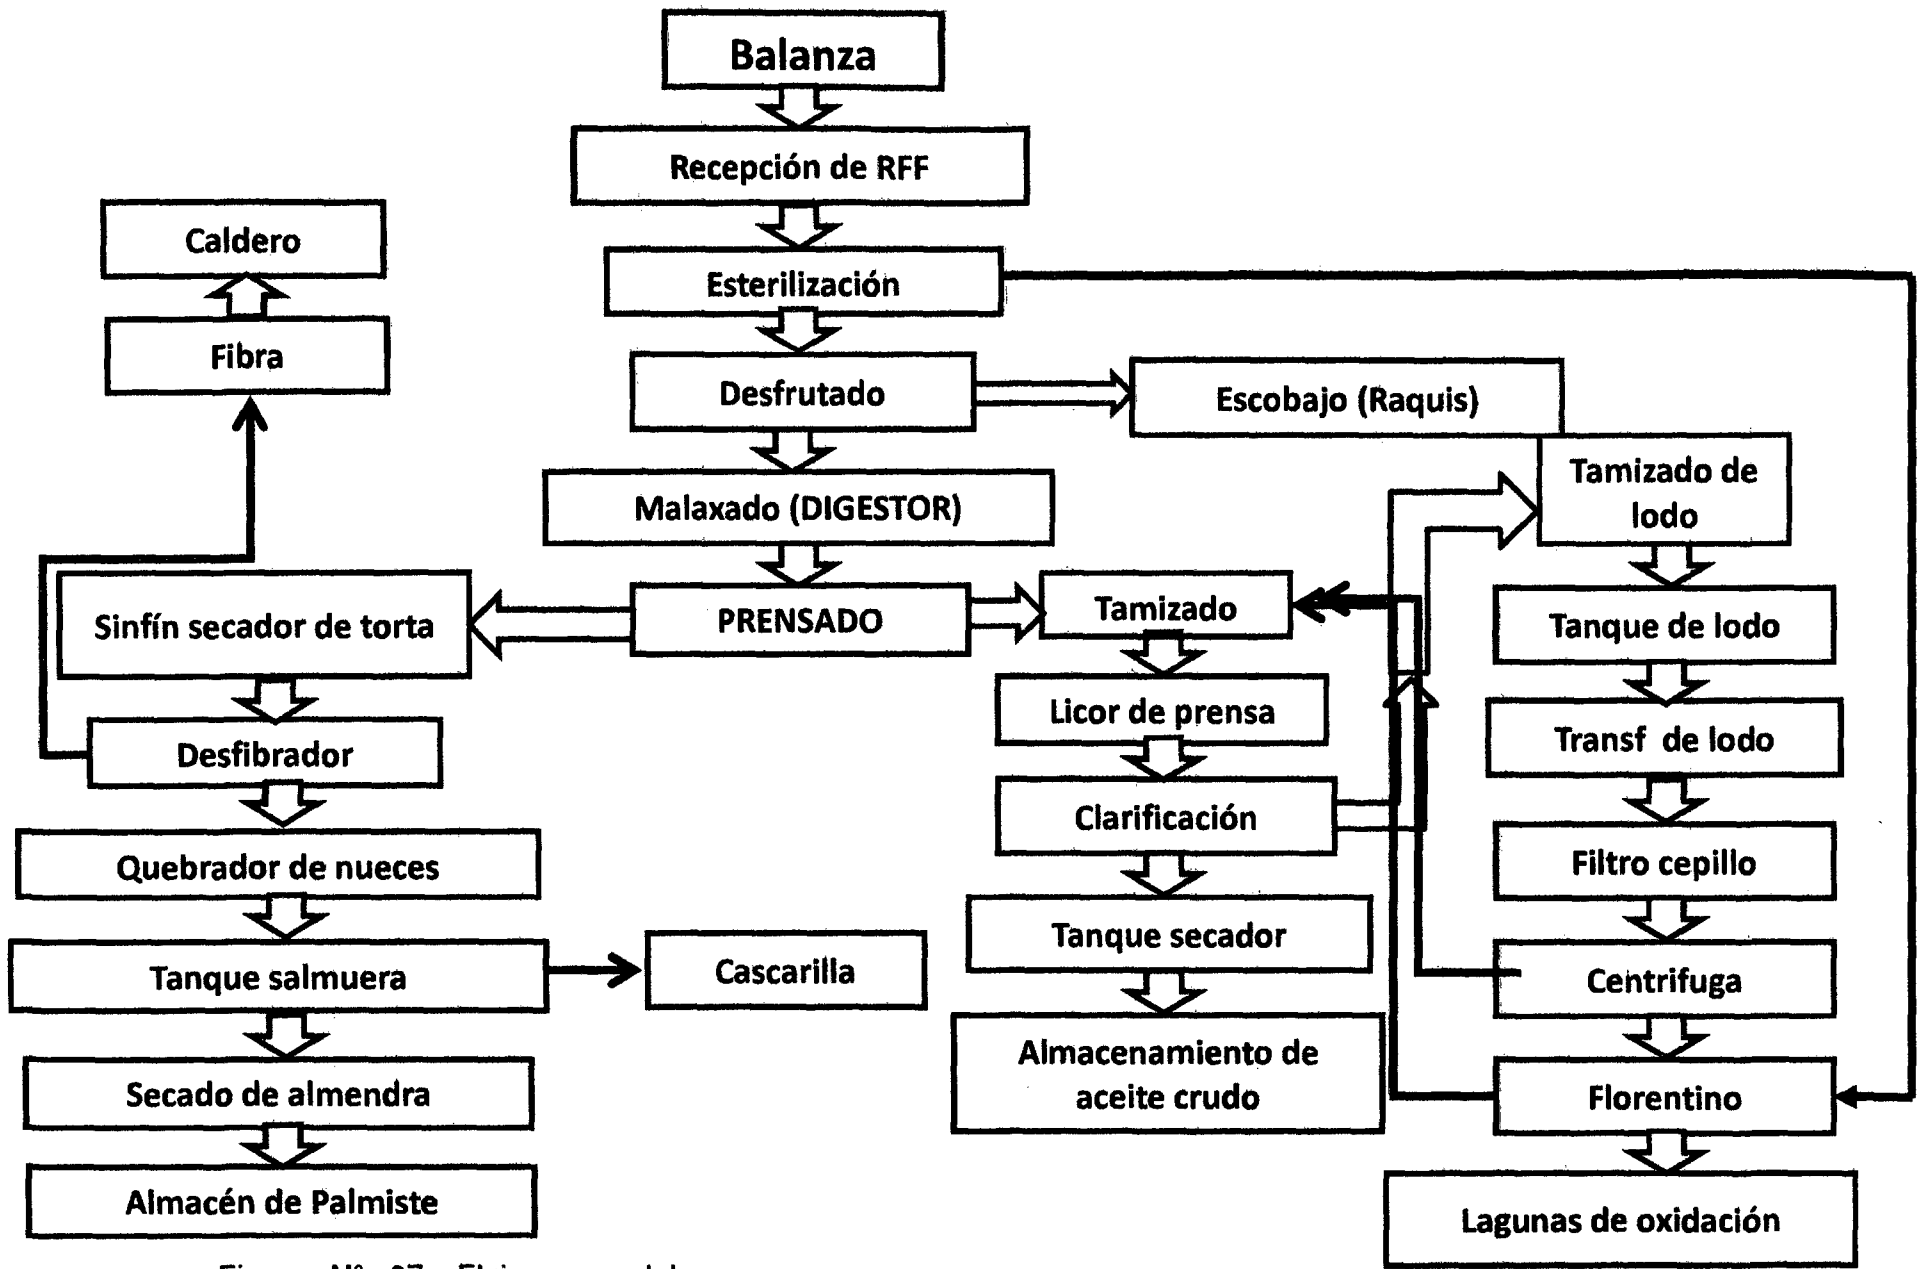 Balanza
Recepción de RFF
Caldero
Esterilización
Fibra
Desfrutado
Escobajo (Raquis)
Tamizado de
lodo
Malaxado (DIGESTOR)
Sinfín secador de torta
PRENSADO
Tamizado
Tanque de lodo
Licor de prensa
Transf de lodo
Desfibrador
Clarificación
Filtro cepillo
Quebrador de nueces
Tanque secador
Tanque salmuera
Cascarilla
Centrifuga
Almacenamiento de
aceite crudo
Secado de almendra
Florentino
Almacén de Palmiste
Lagunas de oxidación